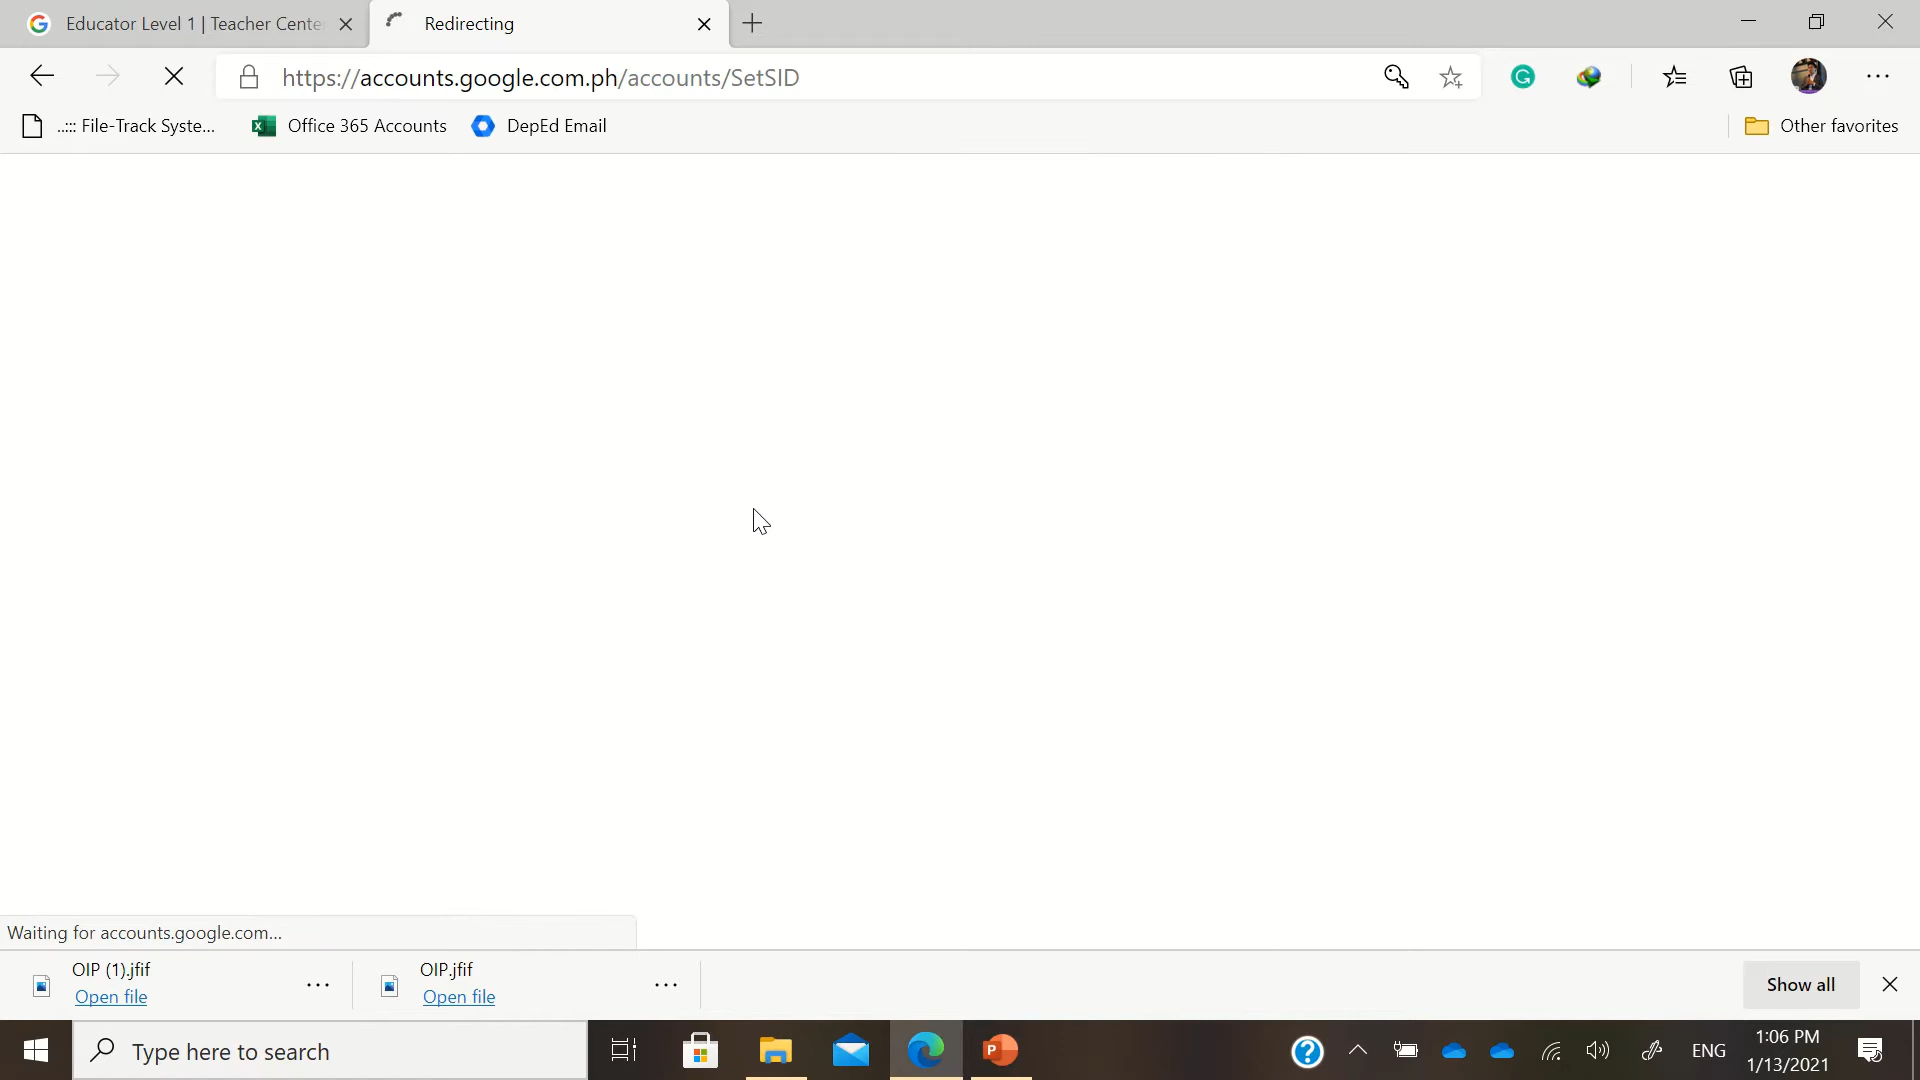 Educator Level 1 | Teacher Cente
Redirecting
https://accounts.google.com.ph/accounts/SetSID
..::: File-Track Syste...
Office 365 Accounts
DepEd Email
Other favorites
Waiting for accounts.google.com...
OIP (1).jfif
Open file
OIP.jfif
Open file
Show all
Type here to search
ENG
1:06 PM
1/13/2021